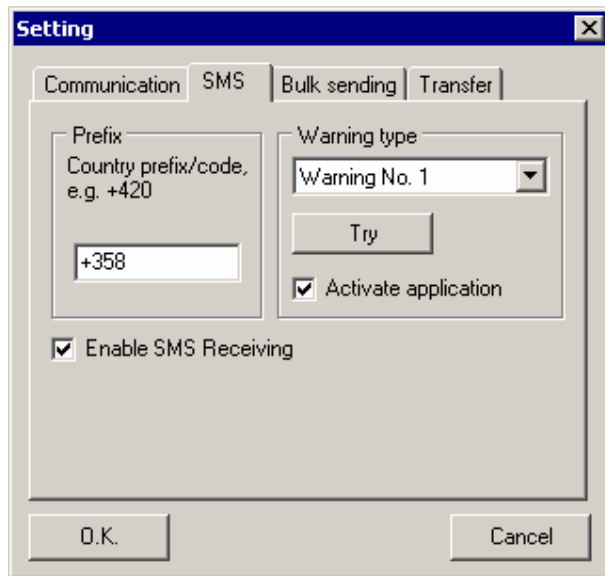 Setting
Communication SMS Bulk sending Transfer
Prefix
Country prefix/code,
e.g. +420
+358
Warning type
Warning No. 1
Try
Activate application
Enable SMS Receiving
O.K. Cancel